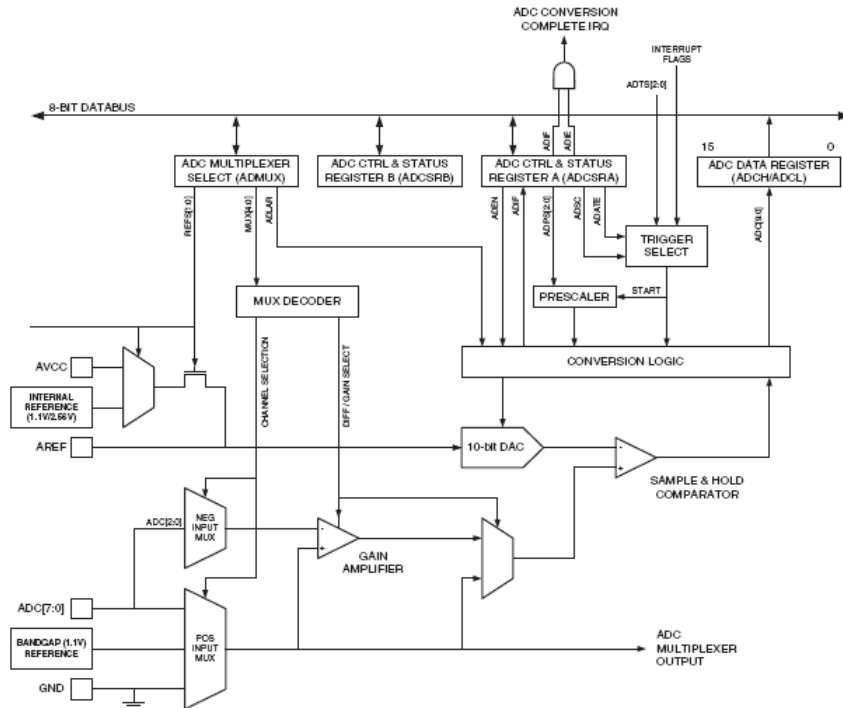 ADC CONVERSION
COMPLETE IRQ
INTERRUPT
FLAGS
ADTS[2:0]
8-BIT DATABUS
ADIF
ADIE
15
0
ADC MULTIPLEXER
SELECT (ADMUX)
ADC CTRL & STATUS
REGISTER B (ADCSRB)
ADC CTRL & STATUS
REGISTER A (ADCSRA)
ADC DATA REGISTER
(ADCH/ADCL)
REFS[1:0]
MUX[4:0]
ADLAR
ADEN
ADIF
ADPS[2:0]
ADSC
ADATE
ADC[9:0]
TRIGGER
SELECT
MUX DECODER
PRESCALER
START
CONVERSION LOGIC
AVCC
INTERNAL
REFERENCE
(1.1V/2.56V)
AREF
CHANNEL SELECTION
DIFF / GAIN SELECT
10-bit DAC
-
+
SAMPLE & HOLD
COMPARATOR
ADC[2:0]
NEG
INPUT
MUX
-
+
GAIN
AMPLIFIER
ADC[7:0]
BANDGAP (1.1V)
REFERENCE
POS
INPUT
MUX
ADC
MULTIPLEXER
OUTPUT
GND